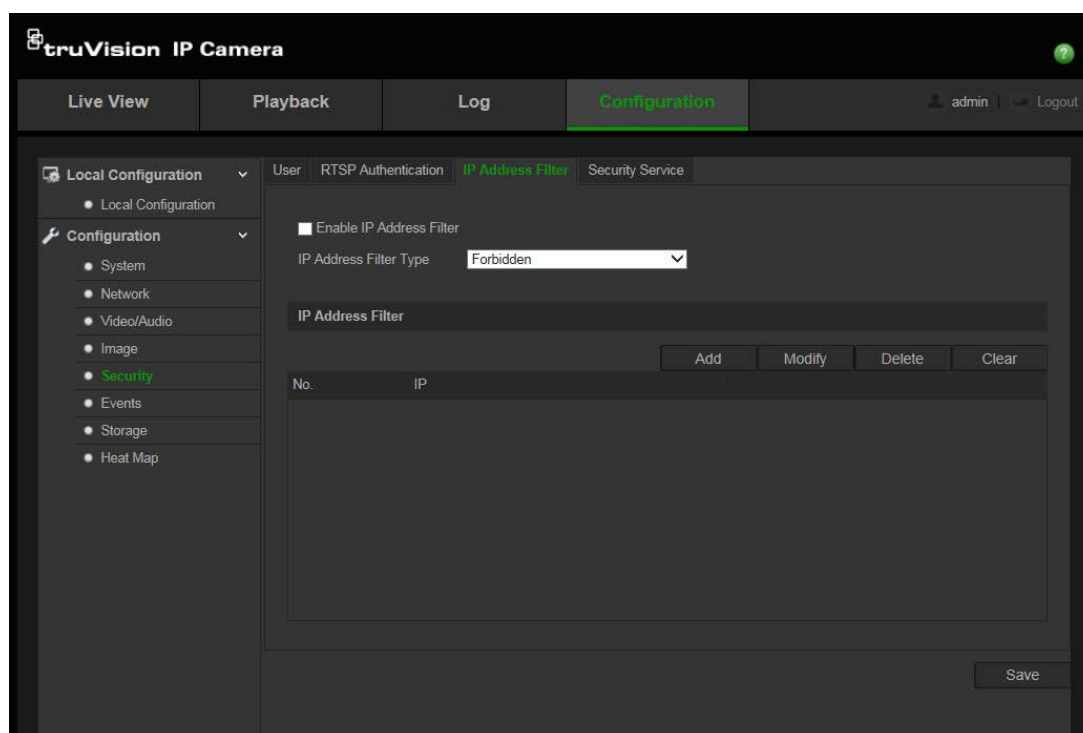 truVision IP Camera
?
Live View Playback Log Configuration admin Logout
Local Configuration
Local Configuration
Configuration
System
Network
Video/Audio
Image
Security
Events
Storage
Heat Map
User RTSP Authentication IP Address Filter Security Service
Enable IP Address Filter
IP Address Filter Type Forbidden
IP Address Filter
Add Modify Delete Clear
No. IP
Save